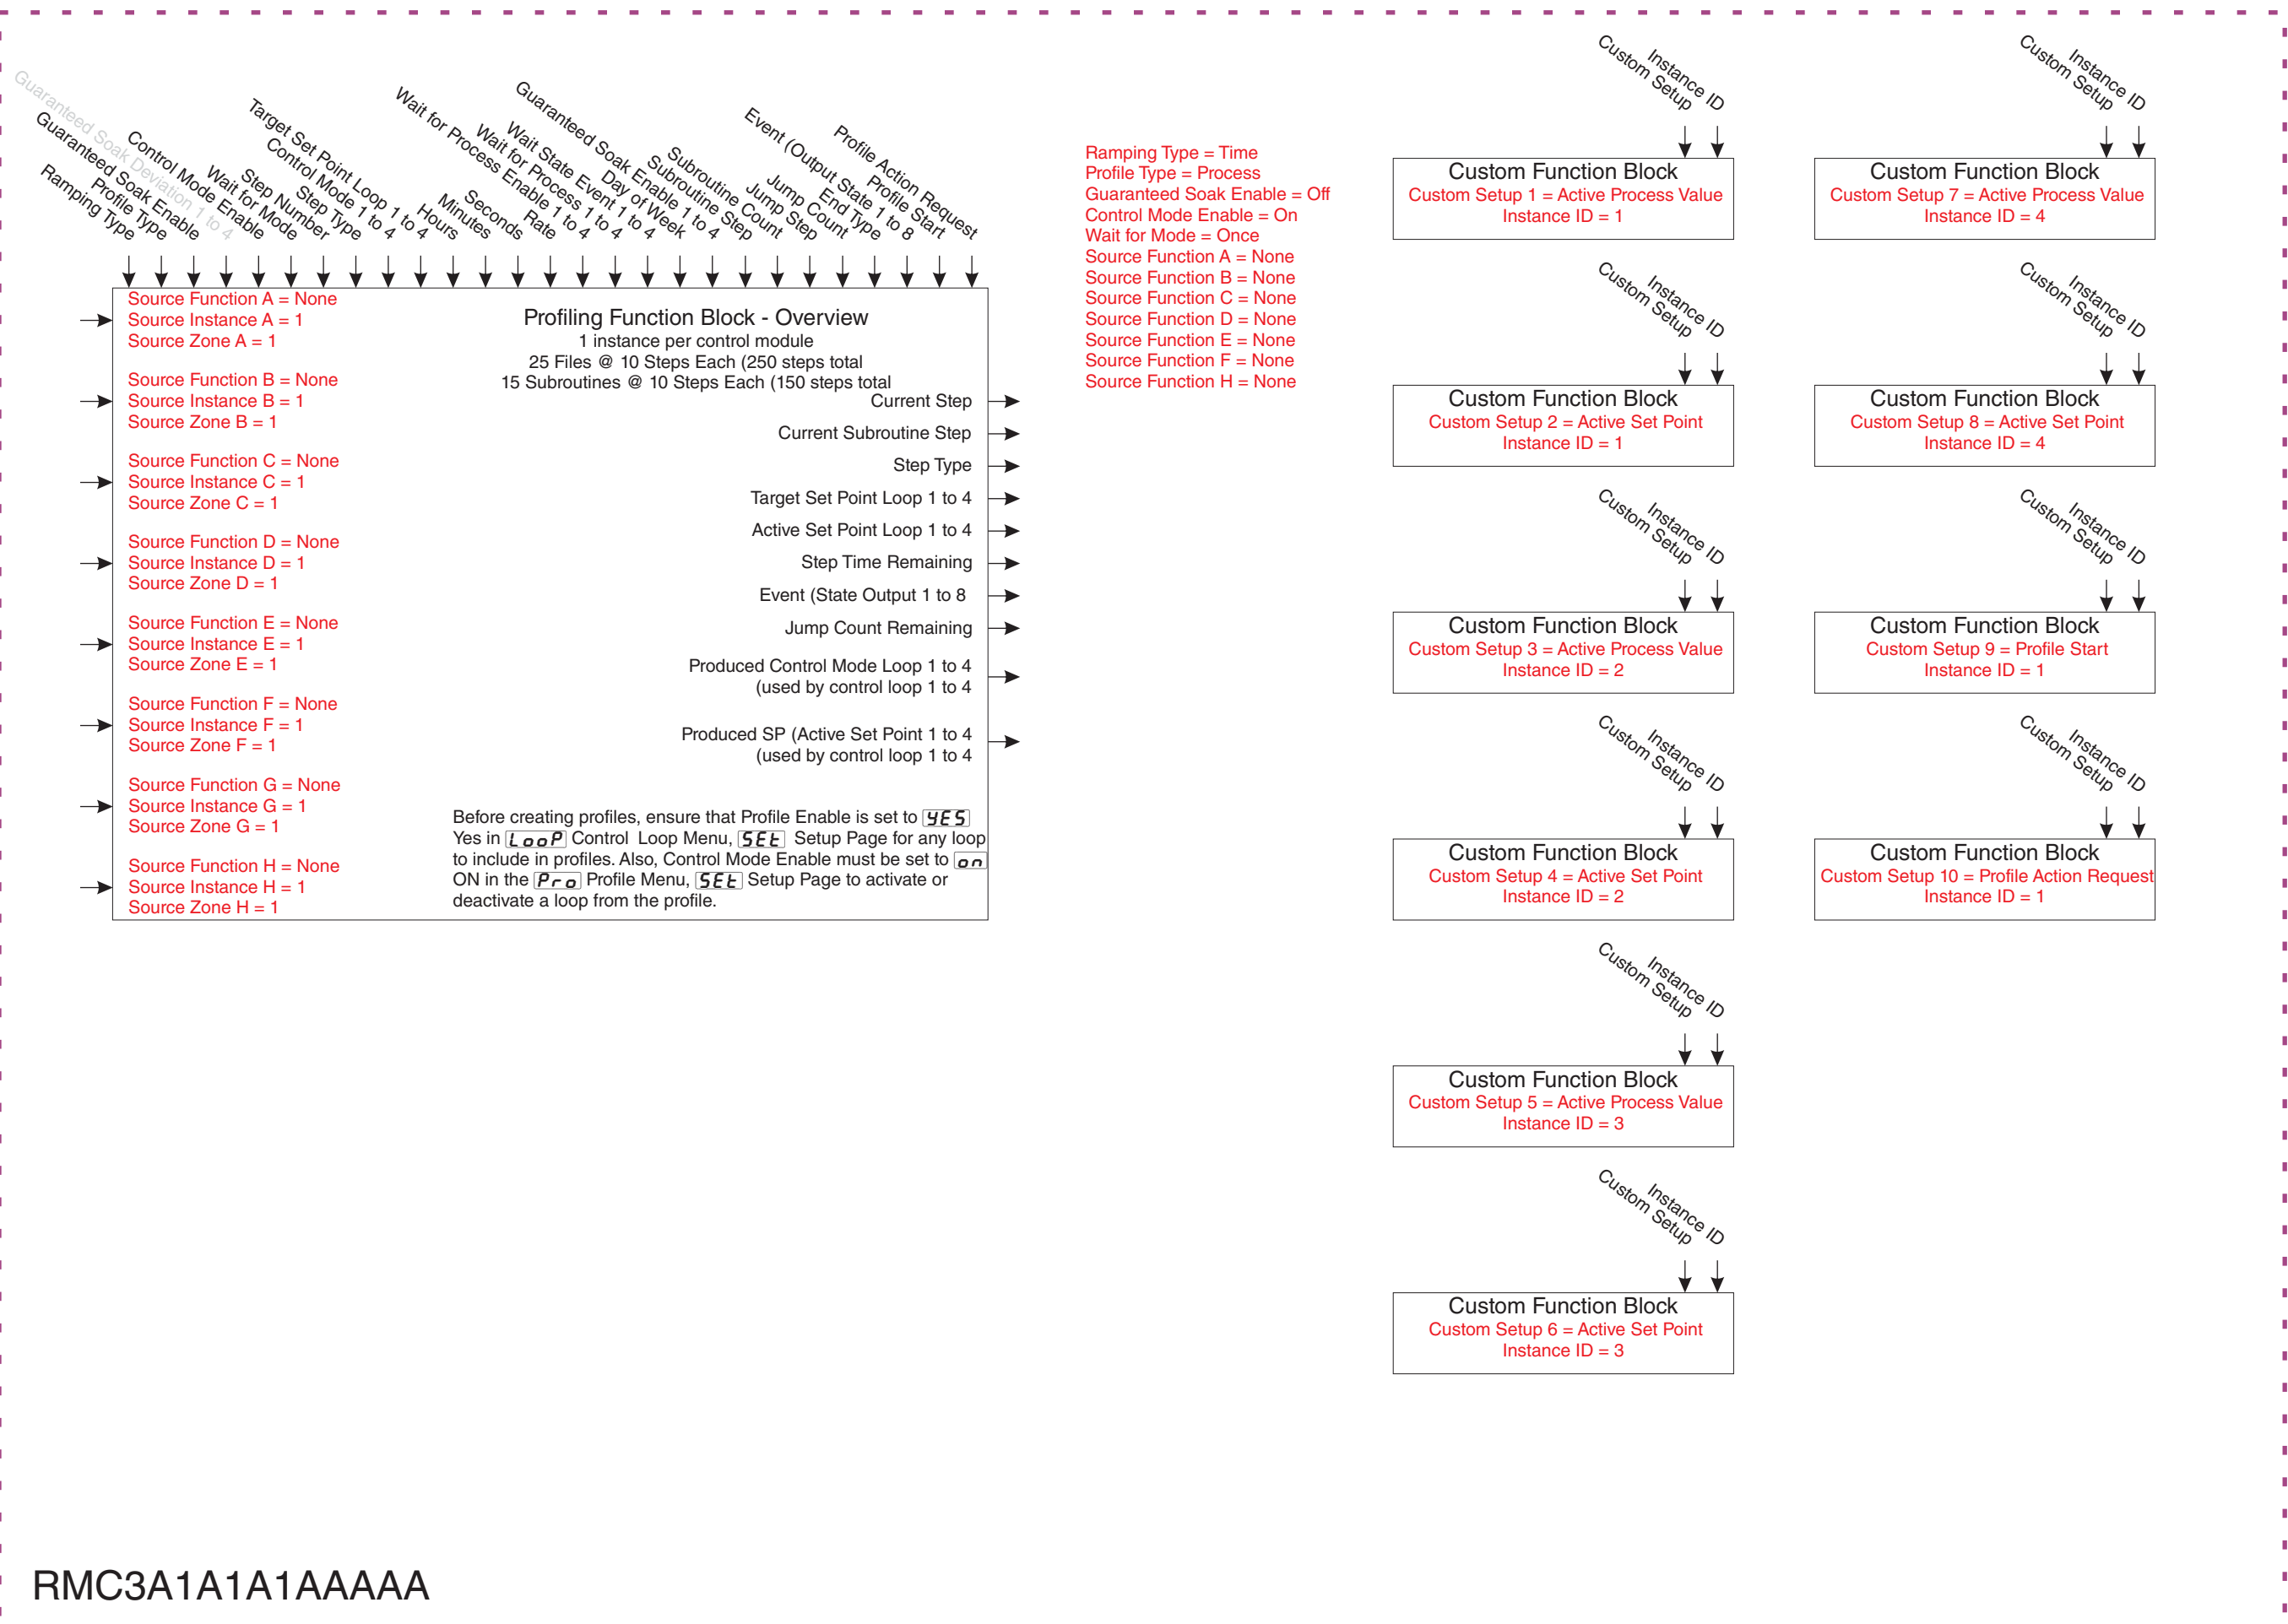 Ramping Type
Profile Type
Guaranteed Soak Enable
Guaranteed Soak Deviation 1 to 4
Control Mode Enable
Wait for Mode
Step Number
Step Type
Control Mode 1 to 4
Target Set Point Loop 1 to 4
Hours
Minutes
Seconds
Rate
Wait for Process Enable 1 to 4
Wait for Process 1 to 4
Wait State Event 1 to 4
Day of Week
Guaranteed Soak Enable 1 to 4
Subroutine Step
Subroutine Count
Jump Step
Jump Count
End Type
Event (Output State 1 to 8
Profile Start
Profile Action Request
Source Function A = None
Source Instance A = 1
Source Zone A = 1
Source Function B = None
Source Instance B = 1
Source Zone B = 1
Source Function C = None
Source Instance C = 1
Source Zone C = 1
Source Function D = None
Source Instance D = 1
Source Zone D = 1
Source Function E = None
Source Instance E = 1
Source Zone E = 1
Source Function F = None
Source Instance F = 1
Source Zone F = 1
Source Function G = None
Source Instance G = 1
Source Zone G = 1
Source Function H = None
Source Instance H = 1
Source Zone H = 1
Profiling Function Block - Overview
1 instance per control module
25 Files @ 10 Steps Each (250 steps total
15 Subroutines @ 10 Steps Each (150 steps total
Current Step
Current Subroutine Step
Step Type
Target Set Point Loop 1 to 4
Active Set Point Loop 1 to 4
Step Time Remaining
Event (State Output 1 to 8
Jump Count Remaining
Produced Control Mode Loop 1 to 4
(used by control loop 1 to 4
Produced SP (Active Set Point 1 to 4
(used by control loop 1 to 4
Before creating profiles, ensure that Profile Enable is set to YES
Yes in LooP Control Loop Menu, SEt Setup Page for any loop
to include in profiles. Also, Control Mode Enable must be set to on
ON in the Pro Profile Menu, SEt Setup Page to activate or
deactivate a loop from the profile.
Ramping Type = Time
Profile Type = Process
Guaranteed Soak Enable = Off
Control Mode Enable = On
Wait for Mode = Once
Source Function A = None
Source Function B = None
Source Function C = None
Source Function D = None
Source Function E = None
Source Function F = None
Source Function H = None
Custom Setup
Instance ID
Custom Function Block
Custom Setup 1 = Active Process Value
Instance ID = 1
Custom Setup
Instance ID
Custom Function Block
Custom Setup 2 = Active Set Point
Instance ID = 1
Custom Setup
Instance ID
Custom Function Block
Custom Setup 3 = Active Process Value
Instance ID = 2
Custom Setup
Instance ID
Custom Function Block
Custom Setup 4 = Active Set Point
Instance ID = 2
Custom Setup
Instance ID
Custom Function Block
Custom Setup 5 = Active Process Value
Instance ID = 3
Custom Setup
Instance ID
Custom Function Block
Custom Setup 6 = Active Set Point
Instance ID = 3
Custom Setup
Instance ID
Custom Function Block
Custom Setup 7 = Active Process Value
Instance ID = 4
Custom Setup
Instance ID
Custom Function Block
Custom Setup 8 = Active Set Point
Instance ID = 4
Custom Setup
Instance ID
Custom Function Block
Custom Setup 9 = Profile Start
Instance ID = 1
Custom Setup
Instance ID
Custom Function Block
Custom Setup 10 = Profile Action Request
Instance ID = 1
RMC3A1A1A1AAAAA